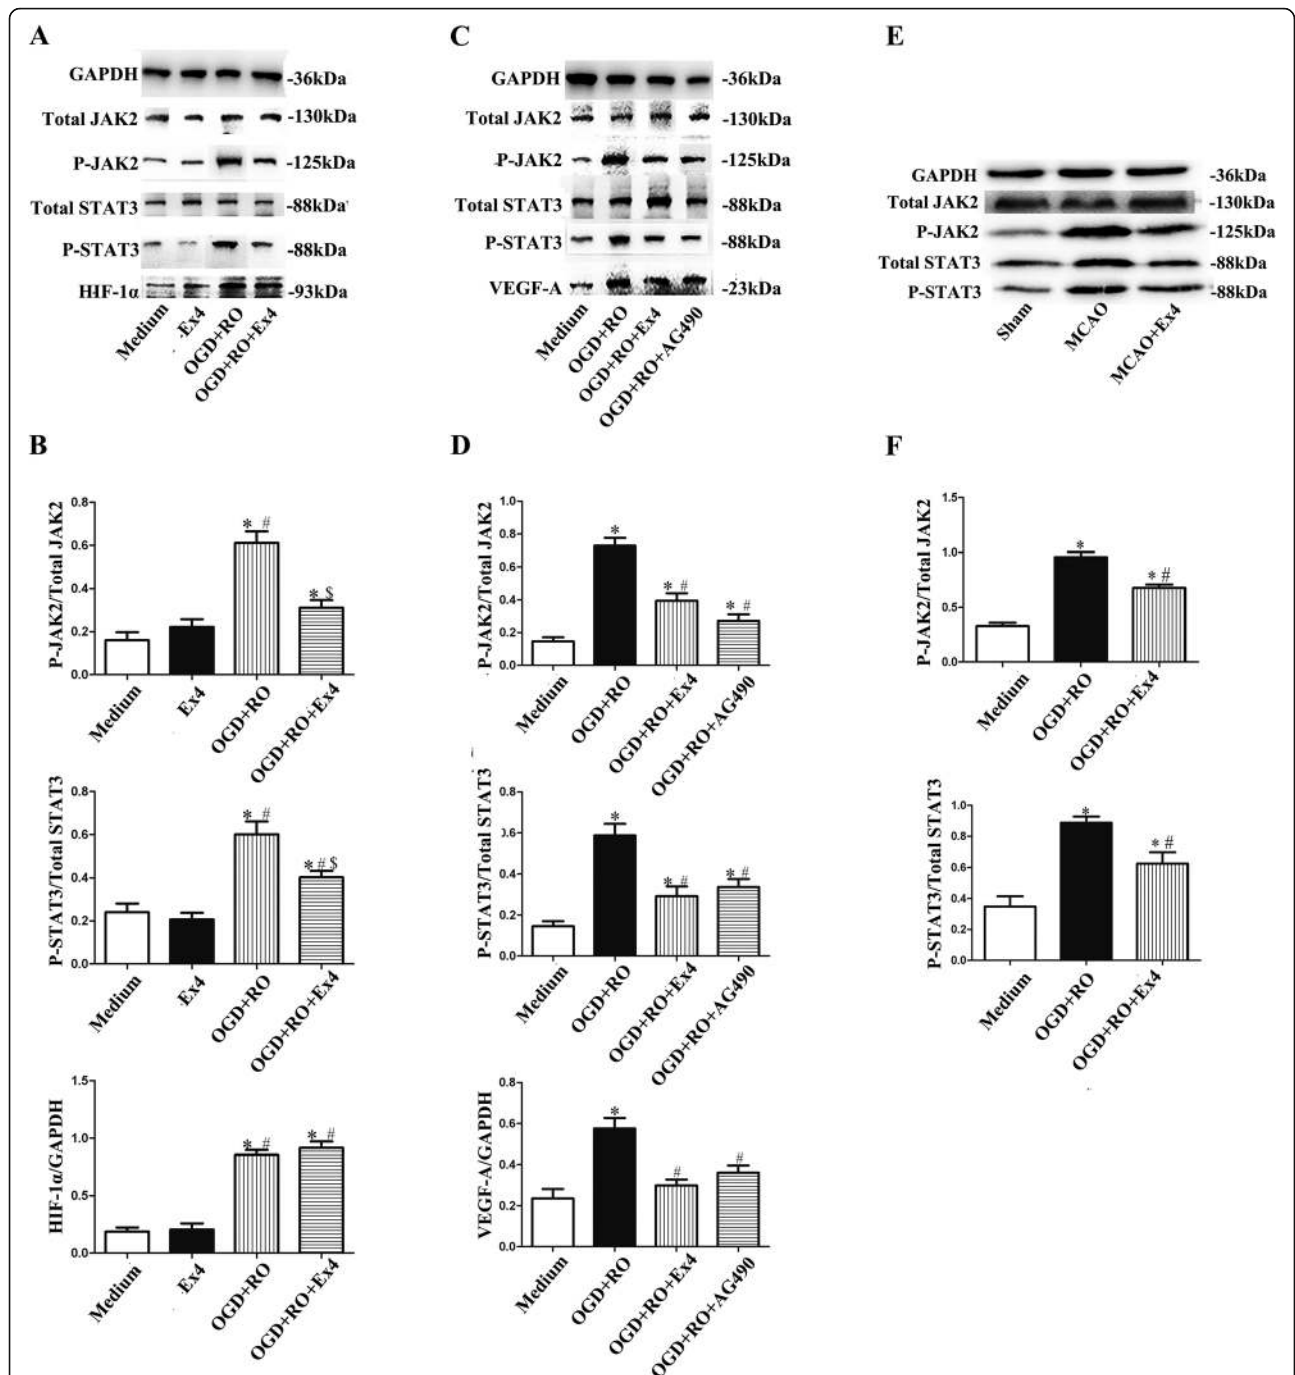 A
GAPDH -36kDa
Total JAK2 -130kDa
P-JAK2 -125kDa
Total STAT3 -88kDa
P-STAT3 -88kDa
HIF-1α -93kDa
Medium
·Ex4
OGD+RO
OGD+RO+Ex4
C
GAPDH -36kDa
Total JAK2 -130kDa
P-JAK2 -125kDa
Total STAT3 -88kDa
P-STAT3 -88kDa
VEGF-A -23kDa
Medium
OGD+RO
OGD+RO+Ex4
OGD+RO+AG490
E
GAPDH -36kDa
Total JAK2 -130kDa
P-JAK2 -125kDa
Total STAT3 -88kDa
P-STAT3 -88kDa
Sham
MCAO
MCAO+Ex4
B
P-JAK2/Total JAK2
0.8
0.6
0.4
0.2
0.0
* #
* $
Medium
Ex4
OGD+RO
OGD+RO+Ex4
P-STAT3/Total STAT3
0.8
0.6
0.4
0.2
0.0
* #
* # $
Medium
·Ex4
OGD+RO
OGD+RO+Ex4
HIF-1α/GAPDH
1.5
1.0
0.5
0.0
* #
* #
Medium
·Ex4
OGD+RO
OGD+RO+Ex4
D
P-JAK2/Total JAK2
1.0
0.8
0.6
0.4
0.2
0.0
*
* #
* #
Medium
OGD+RO
OGD+RO+Ex4
OGD+RO+AG490
P-STAT3/Total STAT3
0.8
3.6
0.4
0.2
0.0
*
* #
* #
Medium
OGD+RO
OGD+RO+Ex4
OGD+RO+AG490
VEGF-A/GAPDH
0.8
0.6
0.4
0.2
0.0
*
#
#
Medium
OGD+RO
OGD+RO+Ex4
OGD+RO+AG490
F
P-JAK2/Total JAK2
1.5
1.0
0.5
0.0
*
* #
Medium
OGD+RO
OGD+RO+Ex4
P-STAT3/Total STAT3
1.0
0.8
0.6
0.4
0.2
0.0
*
* #
Medium
OGD+RO
OGD+RO+Ex4